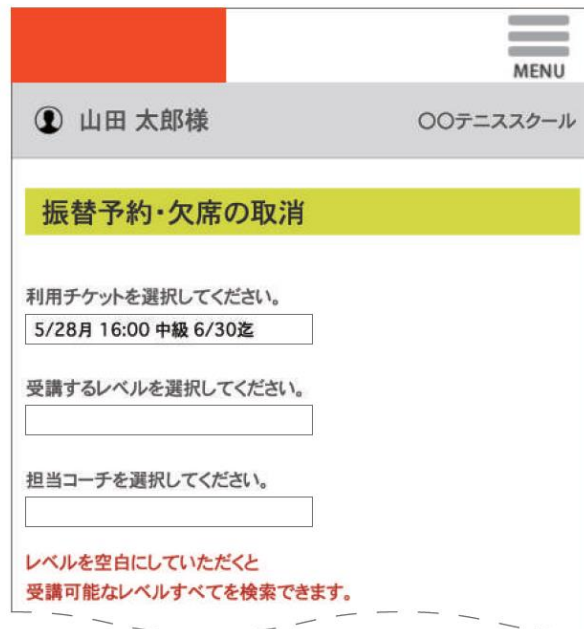 MENU
山田 太郎様
〇〇テニススクール
振替予約・欠席の取消
利用チケットを選択してください。
5/28月 16:00 中級 6/30迄
受講するレベルを選択してください。
担当コーチを選択してください。
レベルを空白にしていただくと
受講可能なレベルすべてを検索できます。